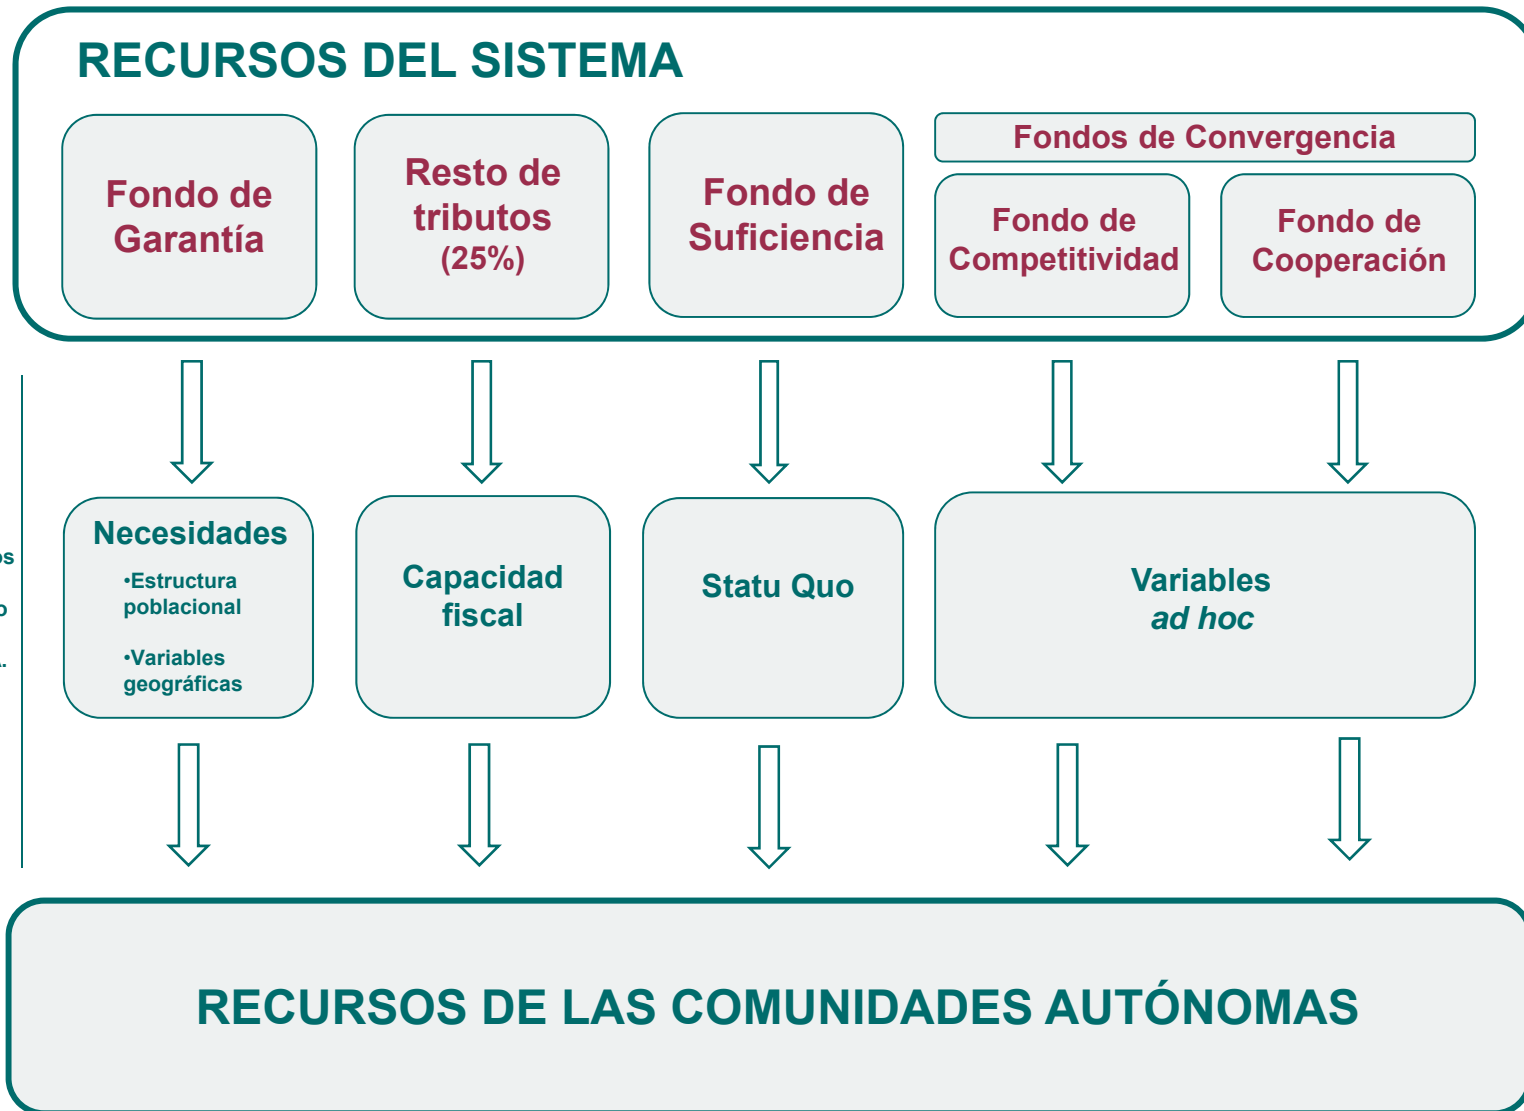 RECURSOS DEL SISTEMA
Fondo de
Garantía
Resto de
tributos
(25%)
Fondo de
Suficiencia
Fondos de Convergencia
Fondo de
Competitividad
Fondo de
Cooperación
Necesidades
•Estructura
poblacional
•Variables
geográficas
Capacidad
fiscal
Statu Quo
Variables
ad hoc
RECURSOS DE LAS COMUNIDADES AUTÓNOMAS